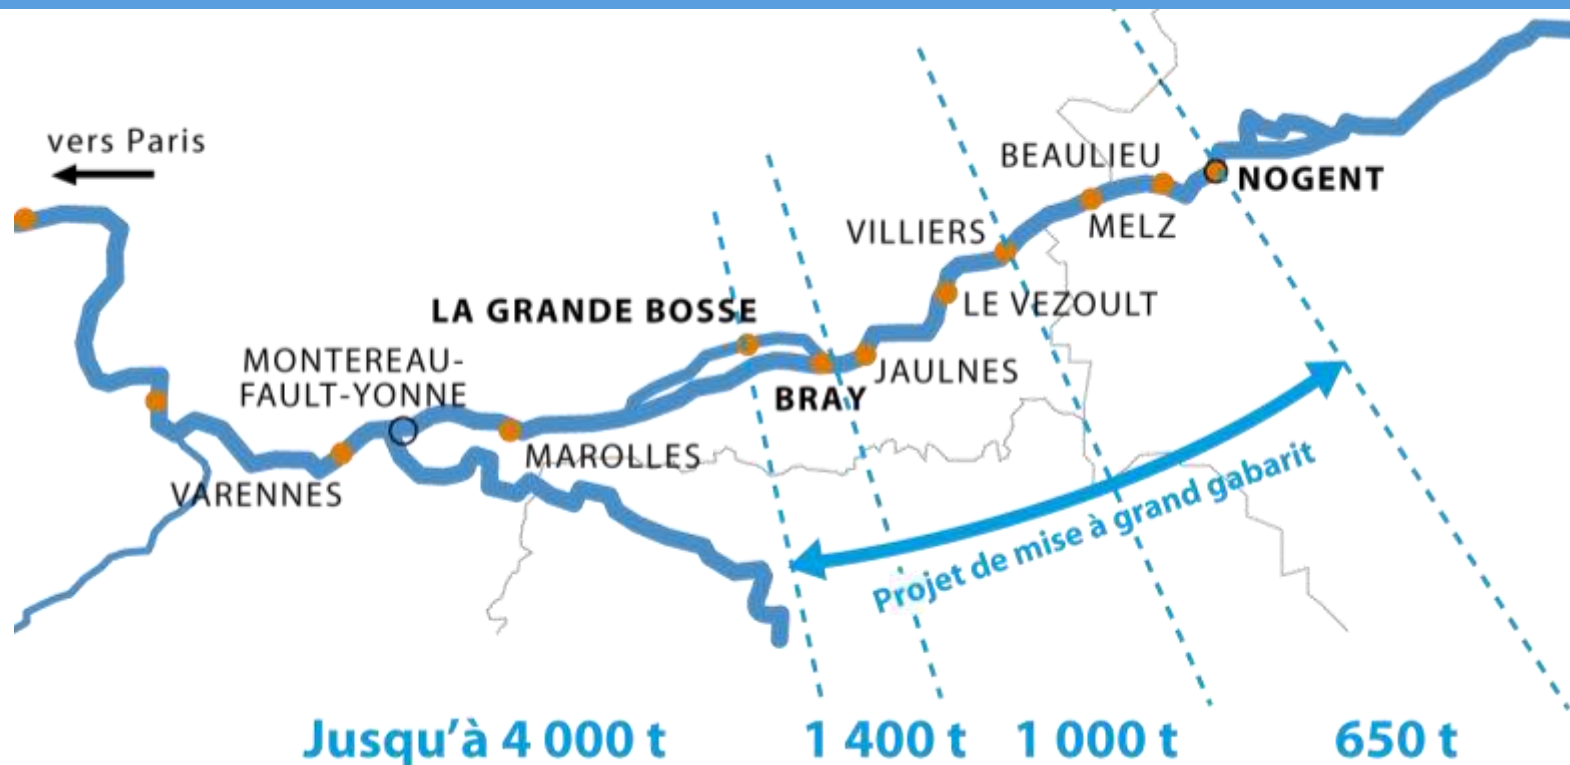 vers Paris
BEAULIEU
NOGENT
MELZ
VILLIERS
LE VEZOULT
LA GRANDE BOSSE
MONTEREAU-
FAULT-YONNE
JAULNES
BRAY
MAROLLES
VARENNES
Projet de mise à grand gabarit
Jusqu'à 4 000 t
1 400 t
1 000 t
650 t